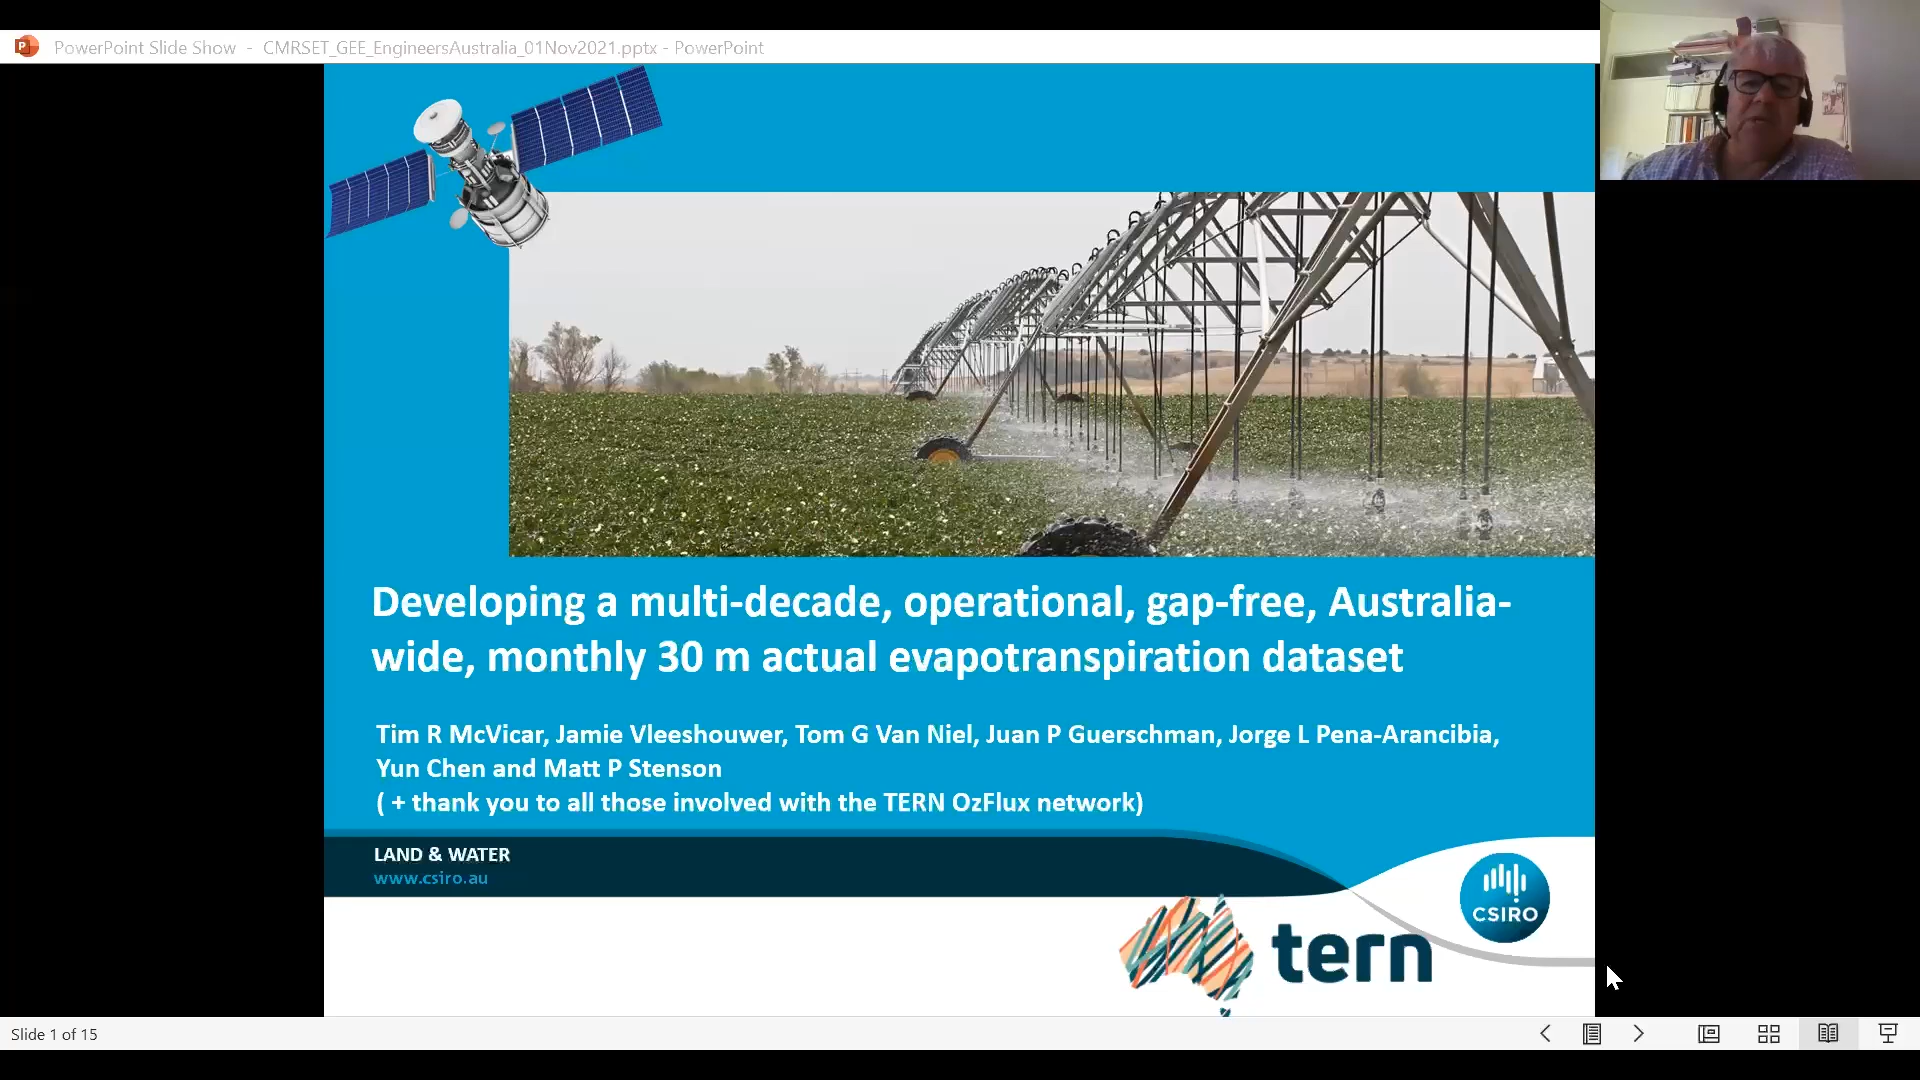 PowerPoint Slide Show - CMRSET_GEE_EngineersAustralia_01Nov2021.pptx - PowerPoint
Developing a multi-decade, operational, gap-free, Australia-
wide, monthly 30 m actual evapotranspiration dataset
Tim R McVicar, Jamie Vleeshouwer, Tom G Van Niel, Juan P Guerschman, Jorge L Pena-Arancibia,
Yun Chen and Matt P Stenson
( + thank you to all those involved with the TERN OzFlux network)
LAND & WATER
www.csiro.au
CSIRO
tern
Slide 1 of 15